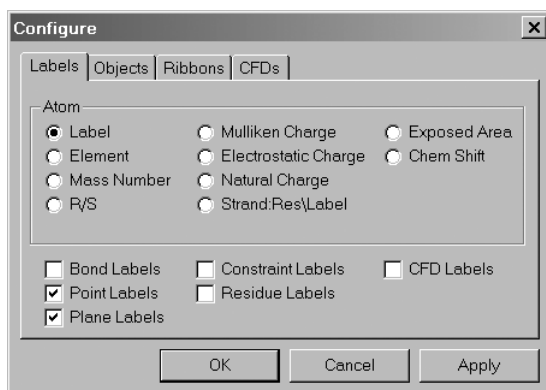 Configure
Labels Objects Ribbons CFDs
Atom
Label Mulliken Charge Exposed Area
Element Electrostatic Charge Chem Shift
Mass Number Natural Charge
R/S Strand:Res\Label
Bond Labels Constraint Labels CFD Labels
Point Labels Residue Labels
Plane Labels
OK Cancel Apply